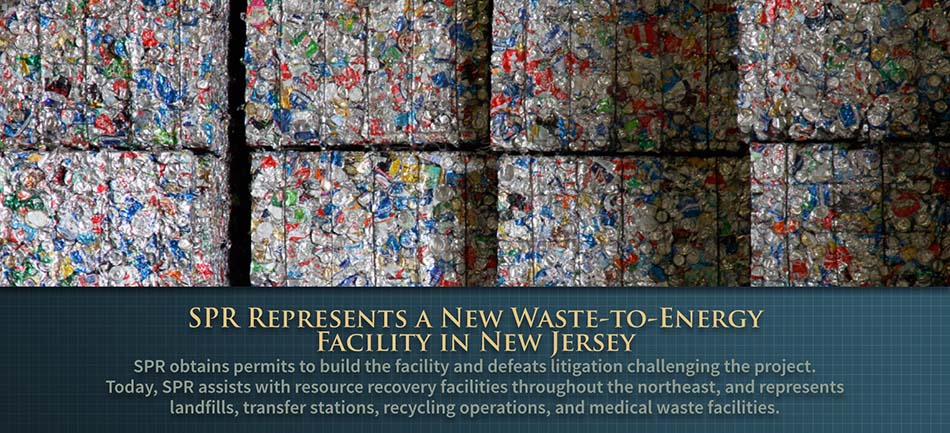 SPR Represents a New Waste-to-Energy
Facility in New Jersey
SPR obtains permits to build the facility and defeats litigation challenging the project.
Today, SPR assists with resource recovery facilities throughout the northeast, and represents
landfills, transfer stations, recycling operations, and medical waste facilities.